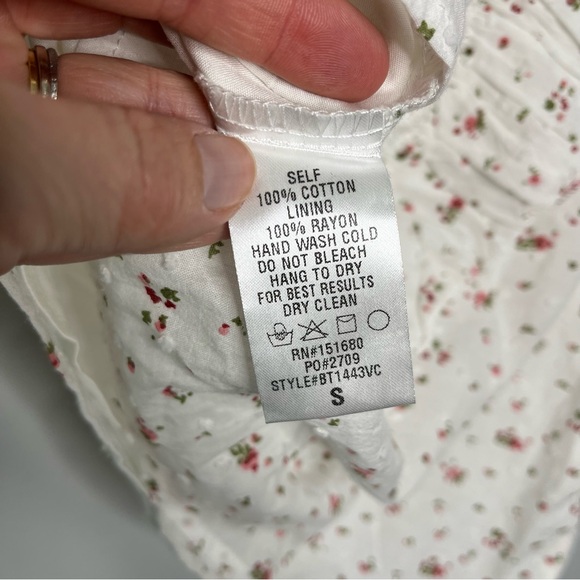 SELF
100% COTTON
LINING
100% RAYON
HAND WASH COLD
DO NOT BLEACH
HANG TO DRY
FOR BEST RESULTS
DRY CLEAN
RN#151680
PO#2709
STYLE#BT1443VC
S